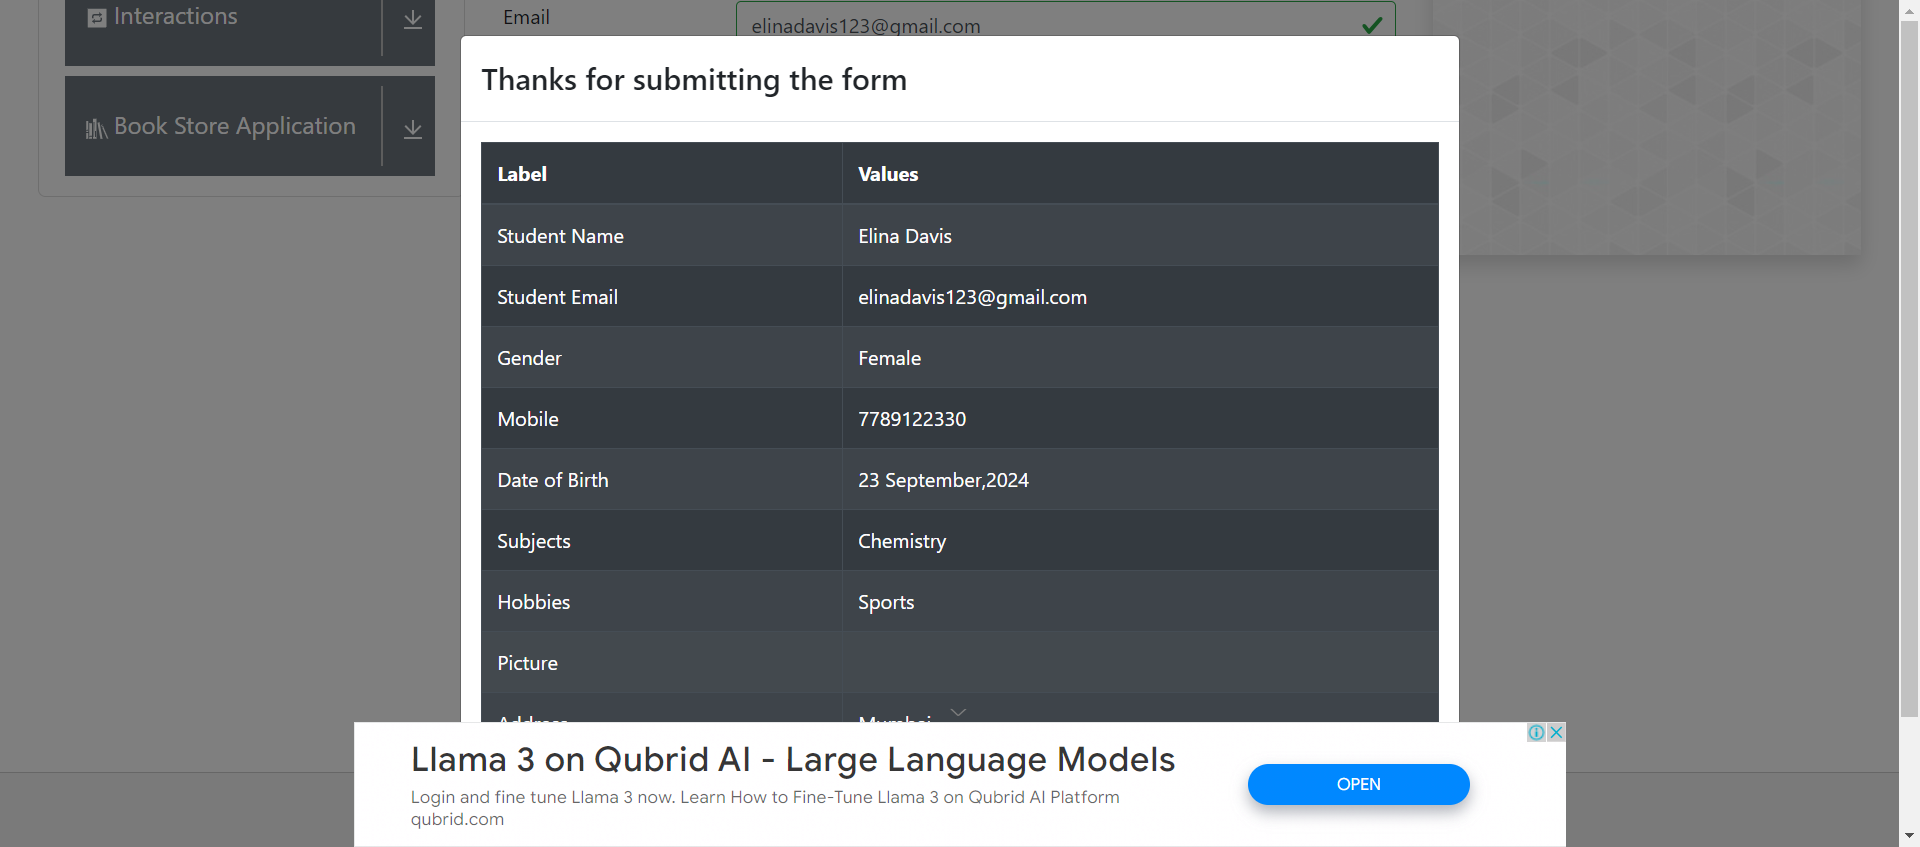 Interactions
Book Store Application
Email
elinadavis123@gmail.com
Thanks for submitting the form
Label Values
Student Name Elina Davis
Student Email elinadavis123@gmail.com
Gender Female
Mobile 7789122330
Date of Birth 23 September,2024
Subjects Chemistry
Hobbies Sports
Picture
Address Mumbai
Llama 3 on Qubrid AI - Large Language Models
Login and fine tune Llama 3 now. Learn How to Fine-Tune Llama 3 on Qubrid AI Platform
qubrid.com
OPEN